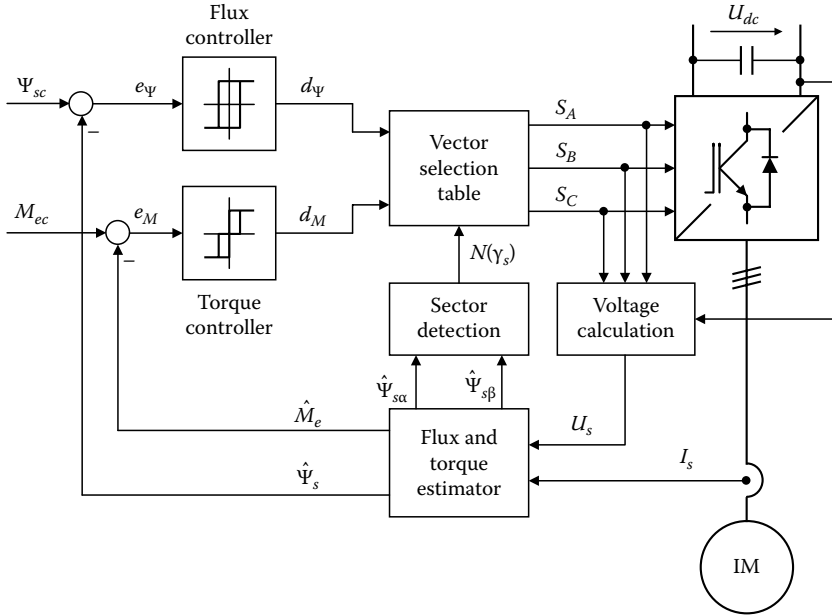 Flux
controller
U_dc
Ψ_sc
e_Ψ
d_Ψ
−
Vector
selection
table
S_A
S_B
S_C
M_ec
e_M
d_M
−
Torque
controller
N(γ_s)
Sector
detection
Voltage
calculation
Ψ̂_sα
Ψ̂_sβ
M̂_e
Ψ̂_s
Flux and
torque
estimator
U_s
I_s
IM